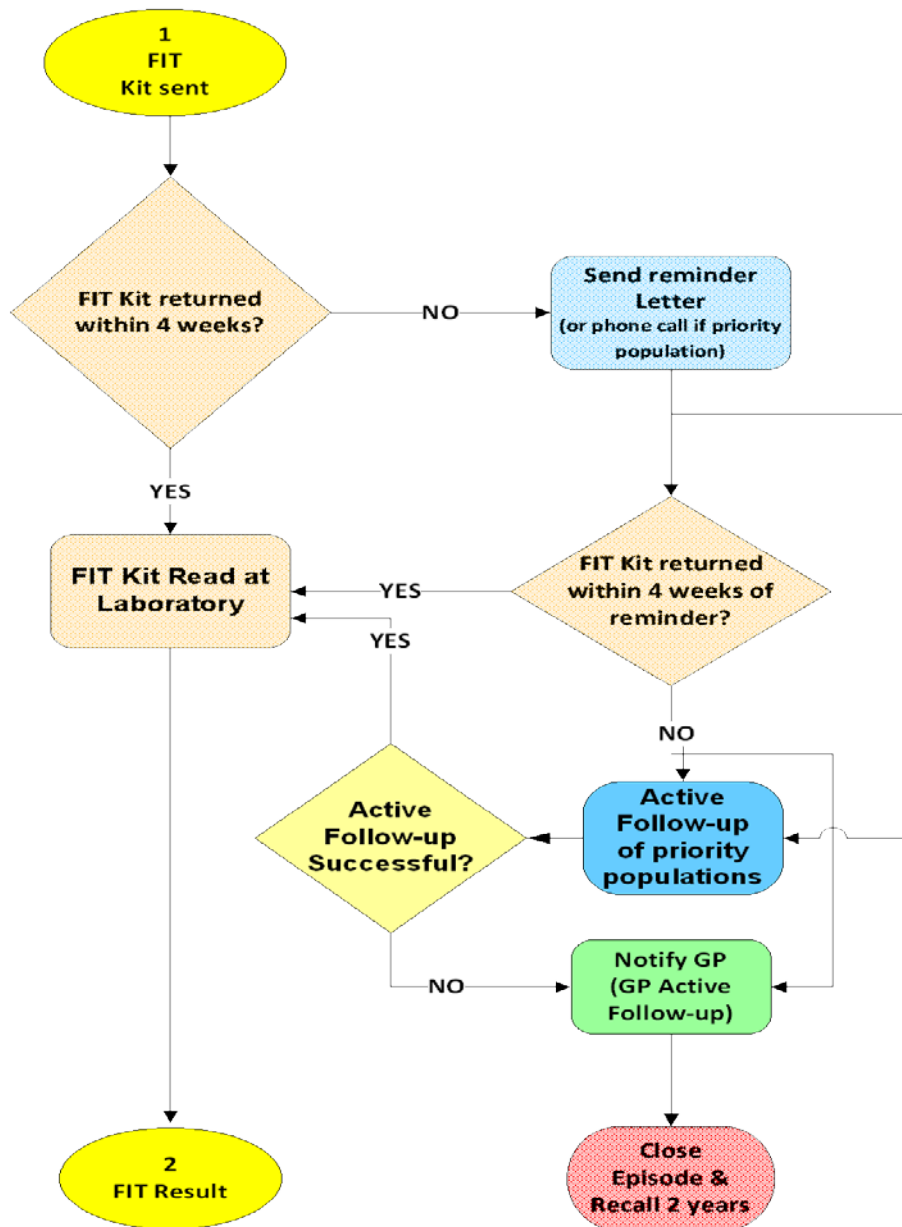 1
FIT
Kit sent
FIT Kit returned
within 4 weeks?
NO
Send reminder
Letter
(or phone call if priority
population)
YES
FIT Kit Read at
Laboratory
YES
FIT Kit returned
within 4 weeks of
reminder?
YES
NO
Active
Follow-up
Successful?
Active
Follow-up
of priority
populations
NO
Notify GP
(GP Active
Follow-up)
2
FIT Result
Close
Episode &
Recall 2 years